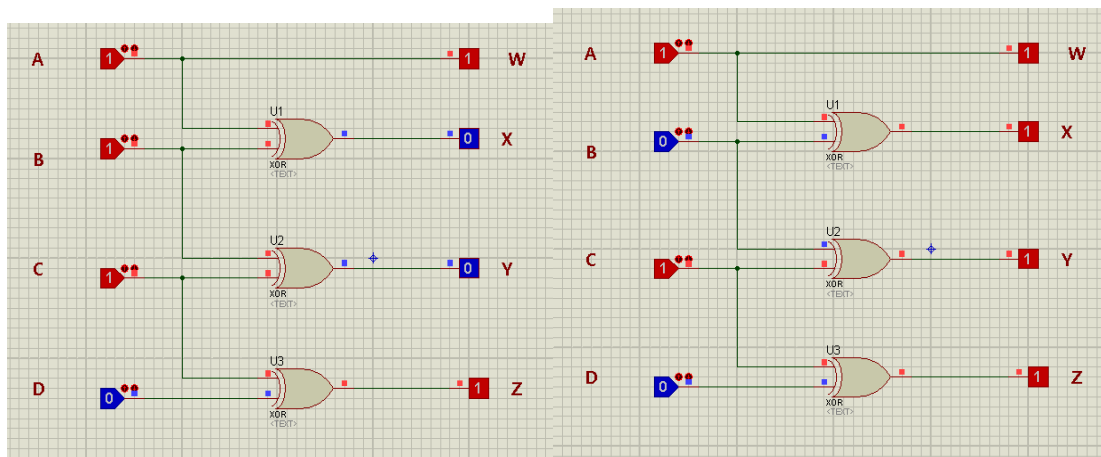 A 1 1 W
U1
B 1 0 X
XOR
<TEXT>
U2
C 1 0 Y
XOR
<TEXT>
U3
D 0 1 Z
XOR
<TEXT>
A 1 1 W
U1
B 0 1 X
XOR
<TEXT>
U2
C 1 1 Y
XOR
<TEXT>
U3
D 0 1 Z
XOR
<TEXT>